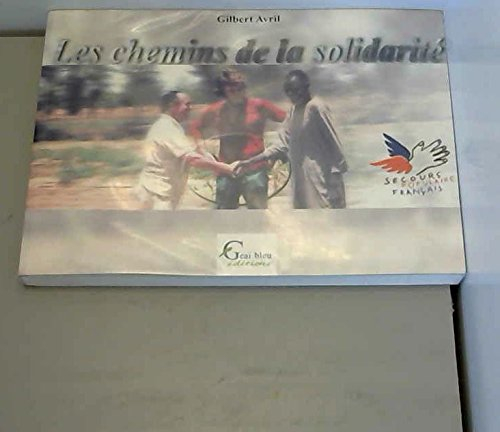 Gilbert Avril
Les chemins de la solidarité
SECOURS
POPULAIRE
FRANÇAIS
Geai bleu
éditions